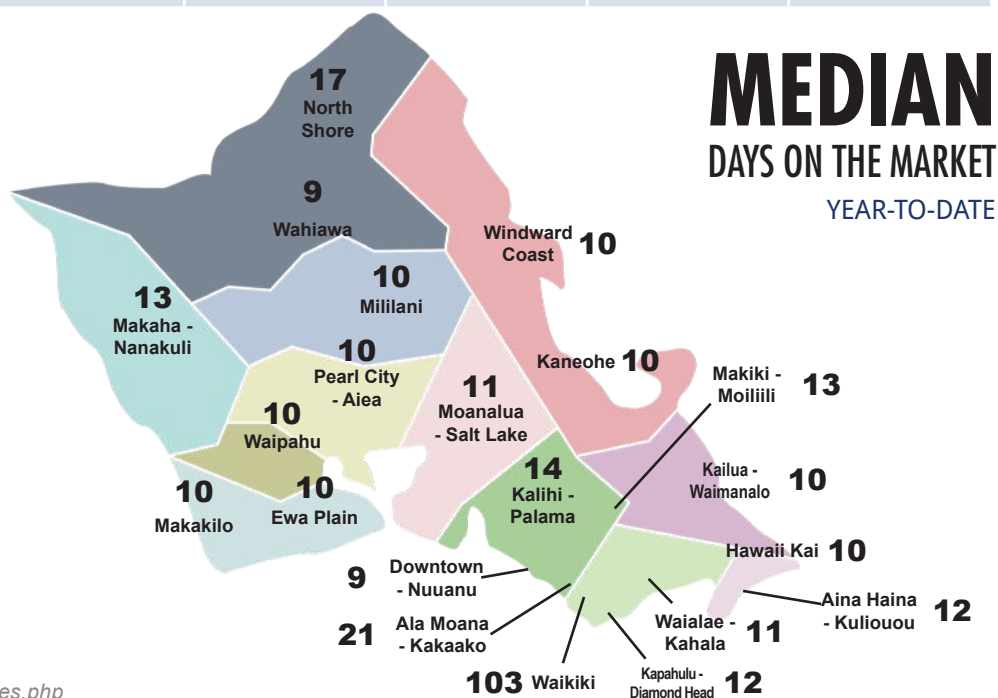 MEDIAN
DAYS ON THE MARKET
YEAR-TO-DATE
17
North
Shore
9
Wahiawa
Windward
Coast
10
10
Mililani
13
Makaha -
Nanakuli
10
Pearl City
- Aiea
Kaneohe 10
11
Moanalua
- Salt Lake
Makiki -
Moiliili
13
10
Waipahu
14
Kalihi -
Palama
Kailua -
Waimanalo
10
10
Makakilo
10
Ewa Plain
Hawaii Kai 10
9
Downtown
- Nuuanu
Aina Haina
- Kuliouou
12
21
Ala Moana
- Kakaako
Waialae -
Kahala
11
103 Waikiki
Kapahulu -
Diamond Head
12
es.php